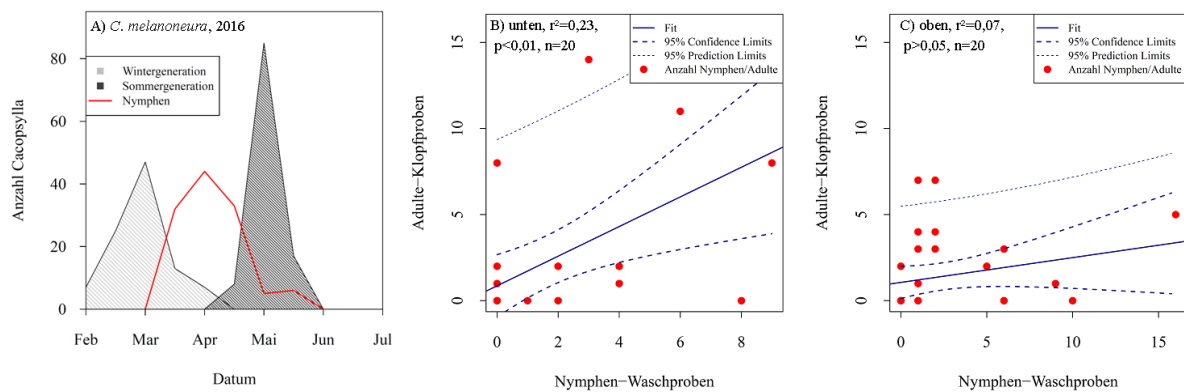 A) C. melanoneura, 2016
Wintergeneration
Sommergeneration
Nymphen
Anzahl Cacopsylla
0
20
40
60
80
Feb
Mar
Apr
Mai
Jun
Jul
Datum
B) unten, r²=0,23,
p<0,01, n=20
Fit
95% Confidence Limits
95% Prediction Limits
Anzahl Nymphen/Adulte
Adulte−Klopfproben
0
5
10
15
0
2
4
6
8
Nymphen−Waschproben
C) oben, r²=0,07,
p>0,05, n=20
Fit
95% Confidence Limits
95% Prediction Limits
Anzahl Nymphen/Adulte
Adulte−Klopfproben
0
5
10
15
0
5
10
15
Nymphen−Waschproben